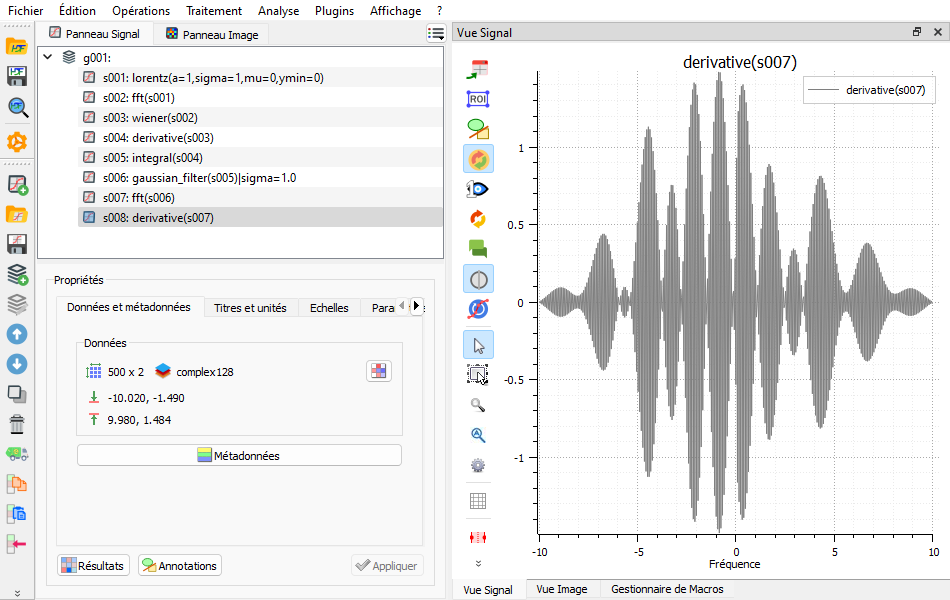 Fichier Édition Opérations Traitement Analyse Plugins Affichage ?
Panneau Signal Panneau Image
g001:
s001: lorentz(a=1,sigma=1,mu=0,ymin=0)
s002: fft(s001)
s003: wiener(s002)
s004: derivative(s003)
s005: integral(s004)
s006: gaussian_filter(s005)|sigma=1.0
s007: fft(s006)
s008: derivative(s007)
Propriétés
Données et métadonnées Titres et unités Echelles Para
Données
500 x 2 complex128
-10.020, -1.490
9.980, 1.484
Métadonnées
Résultats Annotations Appliquer
Vue Signal
ROI
derivative(s007)
derivative(s007)
1
0.5
0
-0.5
-1
-10 -5 0 5 10
Fréquence
Vue Signal Vue Image Gestionnaire de Macros